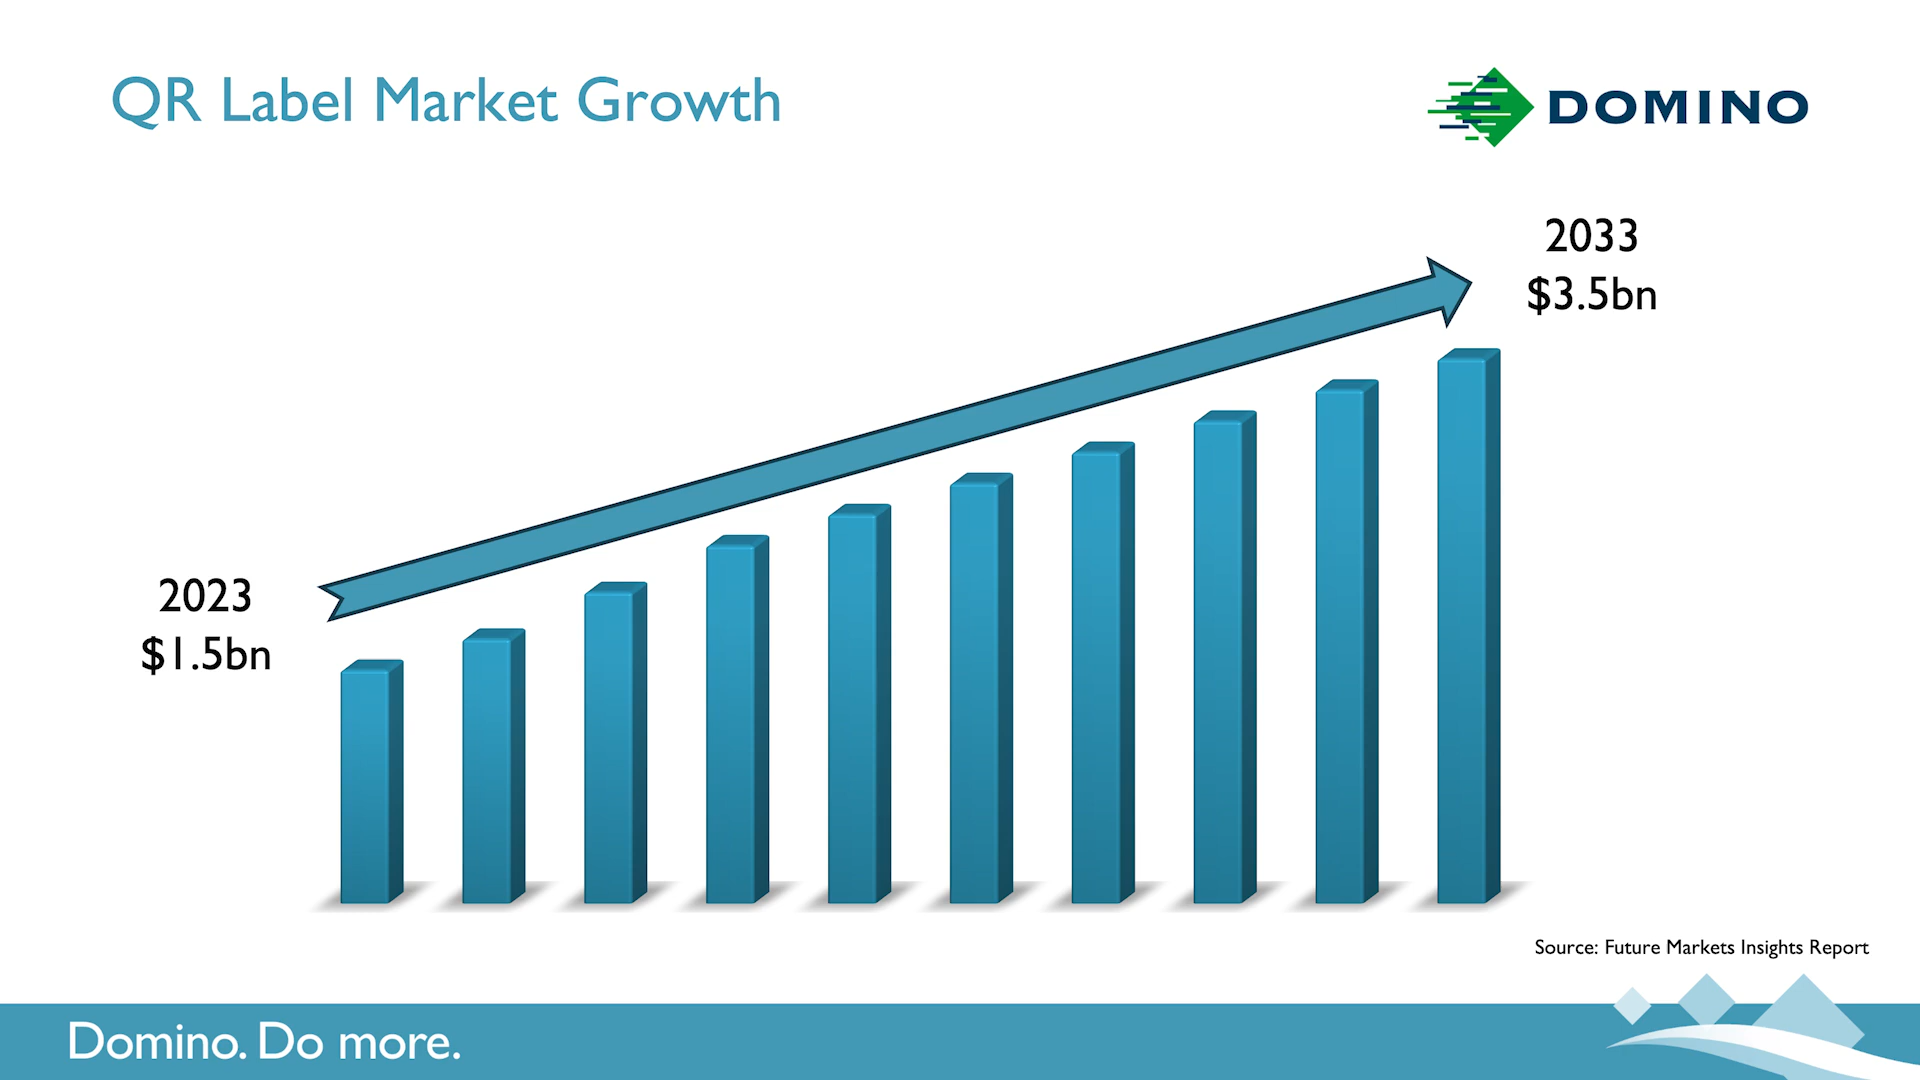 QR Label Market Growth
DOMINO
2033
$3.5bn
2023
$1.5bn
Source: Future Markets Insights Report
Domino. Do more.